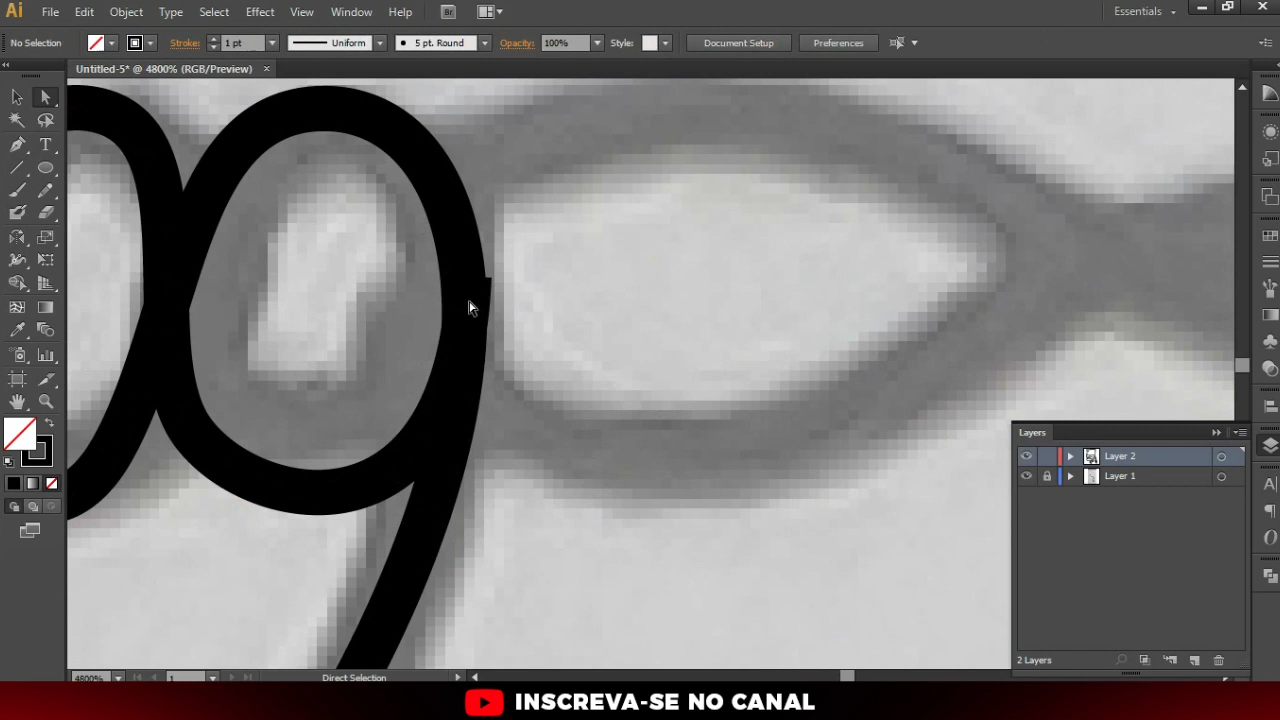 Ai File Edit Object Type Select Effect View Window Help Br Essentials
No Selection Stroke: 1 pt Uniform 5 pt. Round Opacity: 100% Style: Document Setup Preferences
Untitled-5* @ 4800% (RGB/Preview) ×
Layers
Layer 2
Layer 1
2 Layers
4800% 1 Direct Selection
INSCREVA-SE NO CANAL